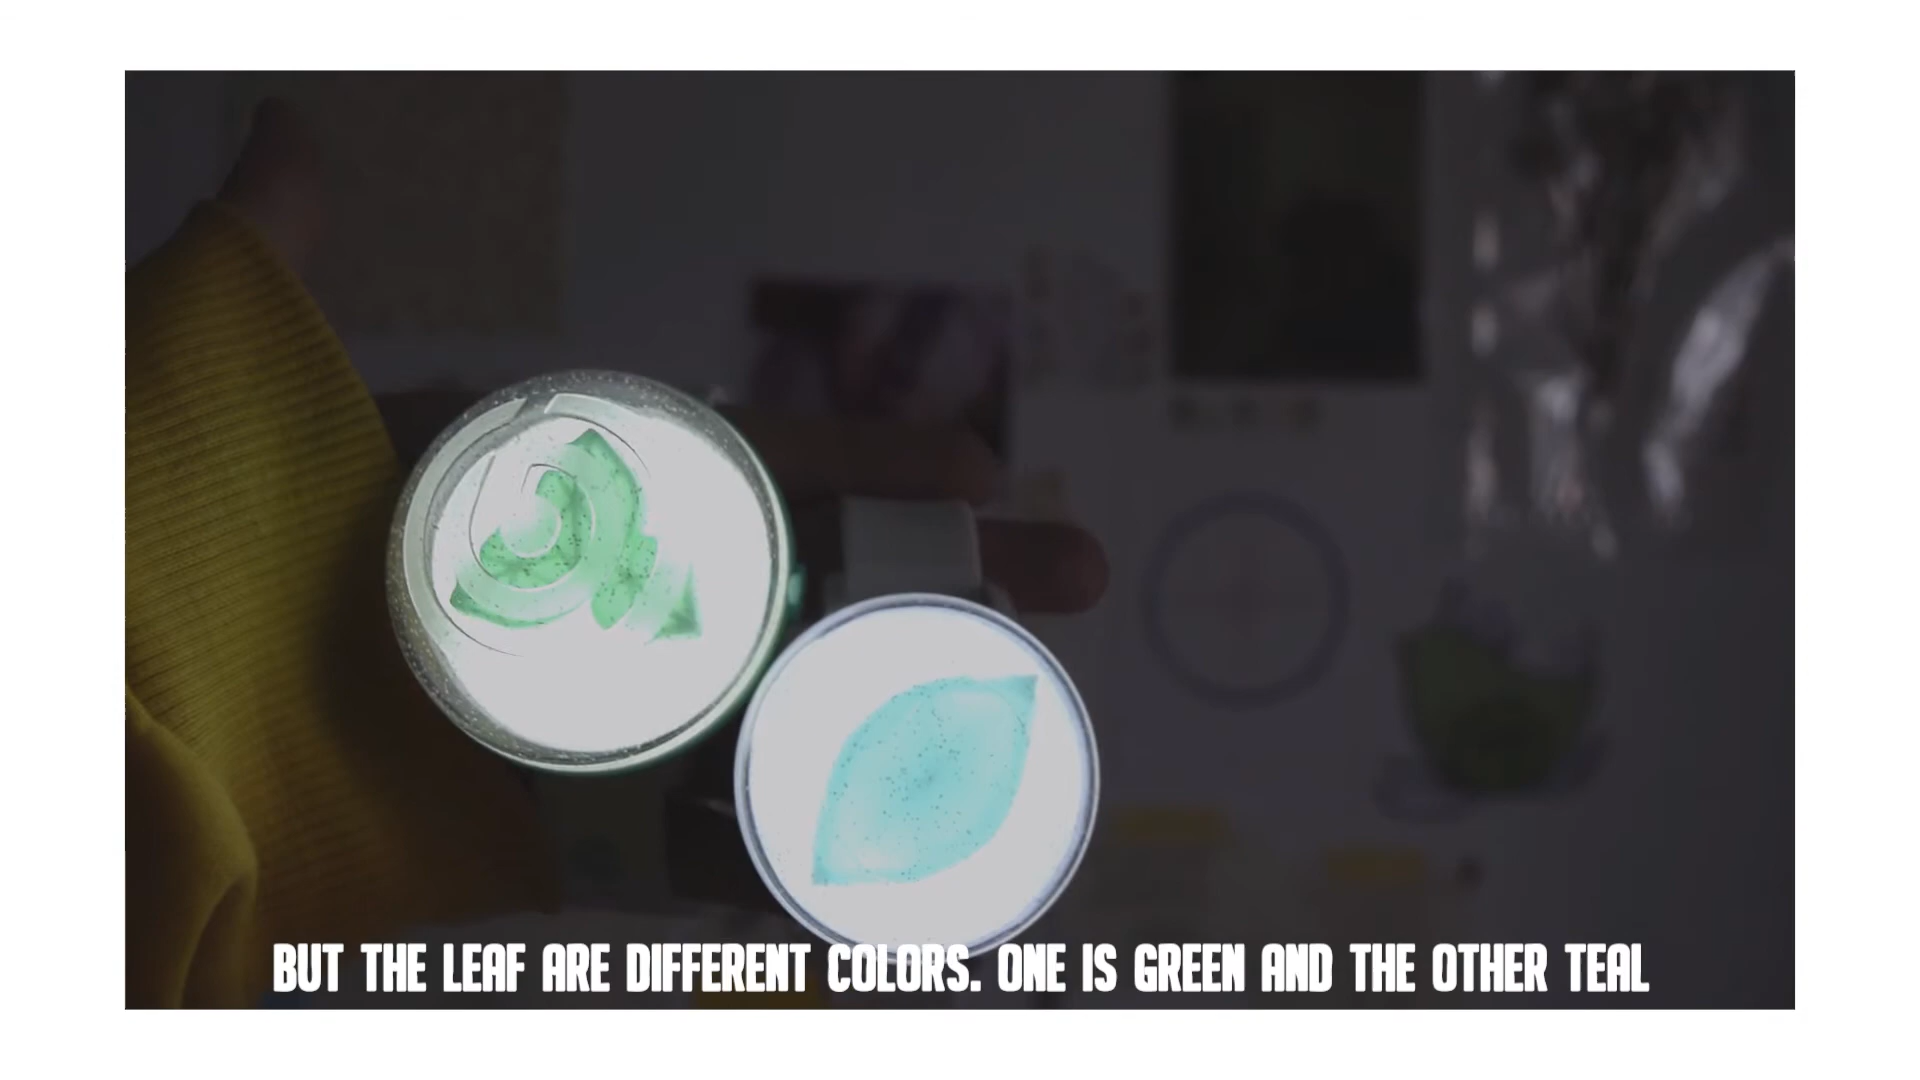 BUT THE LEAF ARE DIFFERENT COLORS. ONE IS GREEN AND THE OTHER TEAL